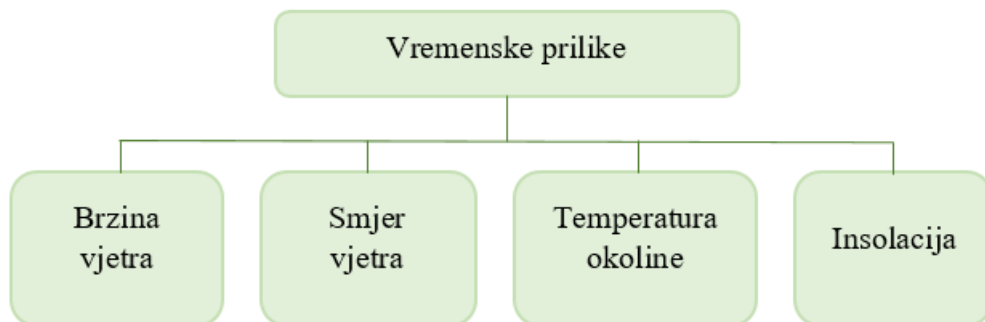 Vremenske prilike
Brzina
vjetra
Smjer
vjetra
Temperatura
okoline
Insolacija